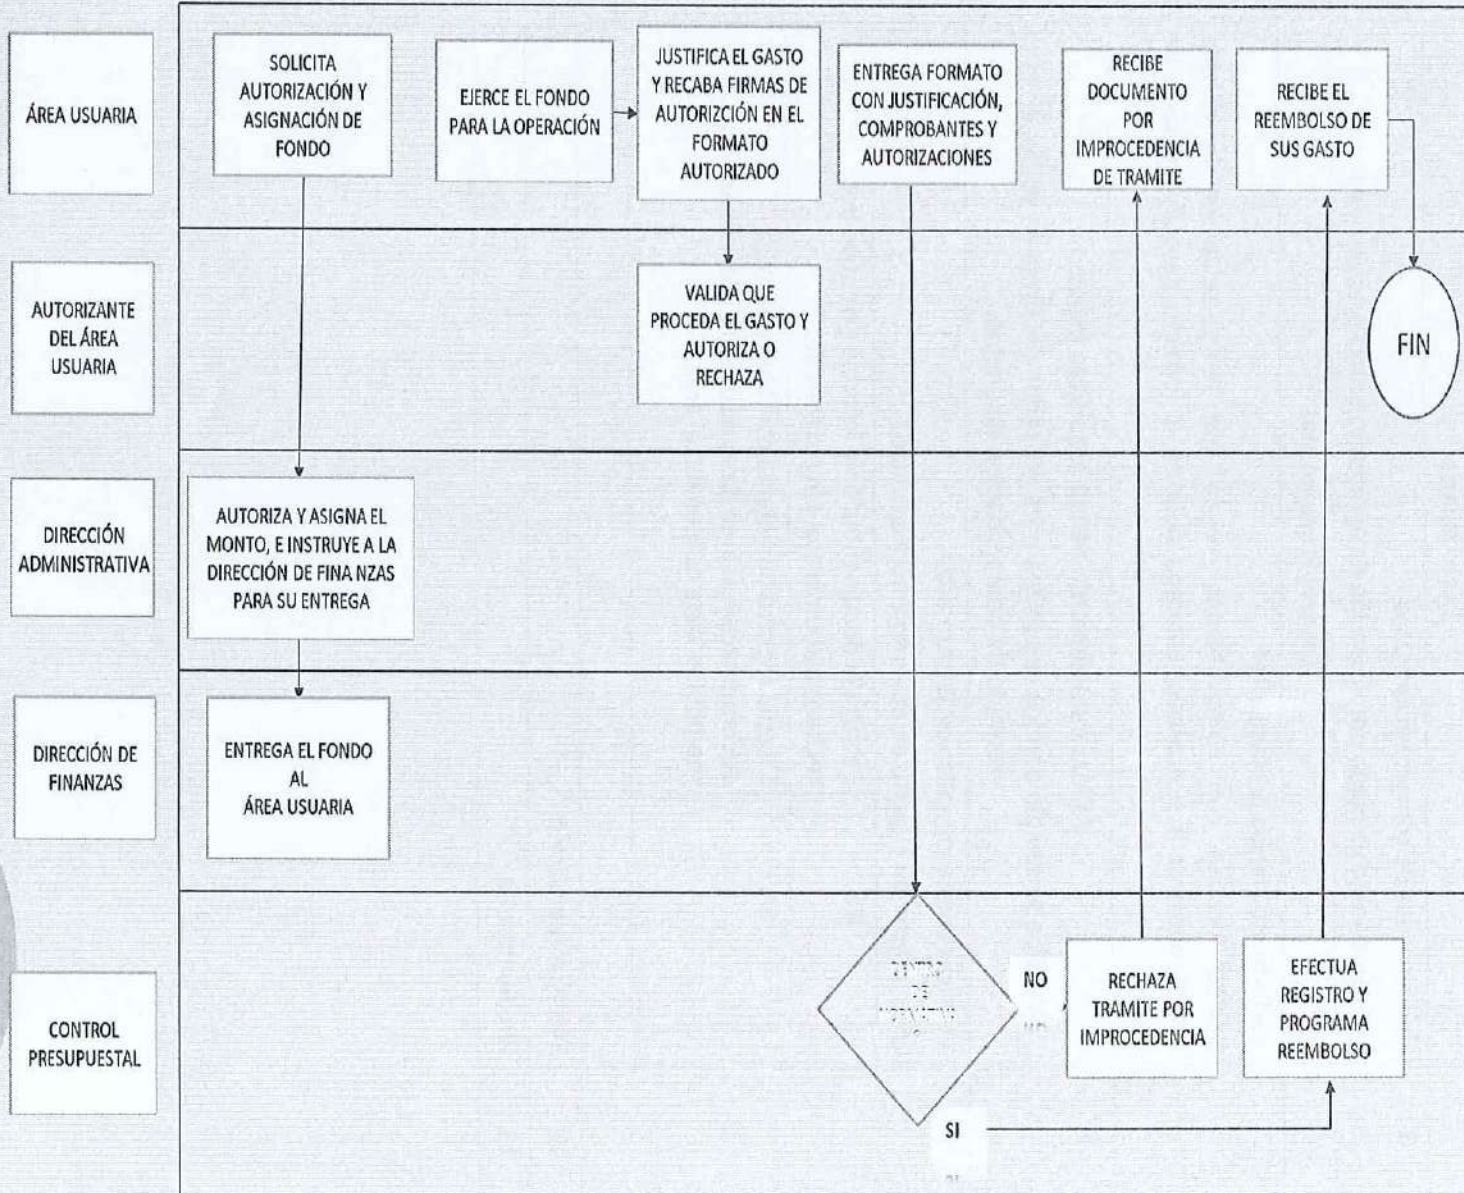 ÁREA USUARIA
SOLICITA
AUTORIZACIÓN Y
ASIGNACIÓN DE
FONDO
EJERCE EL FONDO
PARA LA OPERACIÓN
JUSTIFICA EL GASTO
Y RECABA FIRMAS DE
AUTORIZCIÓN EN EL
FORMATO
AUTORIZADO
ENTREGA FORMATO
CON JUSTIFICACIÓN,
COMPROBANTES Y
AUTORIZACIONES
RECIBE
DOCUMENTO
POR
IMPROCEDENCIA
DE TRAMITE
RECIBE EL
REEMBOLSO DE
SUS GASTO
AUTORIZANTE
DEL ÁREA
USUARIA
VALIDA QUE
PROCEDA EL GASTO Y
AUTORIZA O
RECHAZA
FIN
DIRECCIÓN
ADMINISTRATIVA
AUTORIZA Y ASIGNA EL
MONTO, E INSTRUYE A LA
DIRECCIÓN DE FINA NZAS
PARA SU ENTREGA
DIRECCIÓN DE
FINANZAS
ENTREGA EL FONDO
AL
ÁREA USUARIA
CONTROL
PRESUPUESTAL
DENTRO
DE
NO
RECHAZA
TRAMITE POR
IMPROCEDENCIA
EFECTUA
REGISTRO Y
PROGRAMA
REEMBOLSO
SI